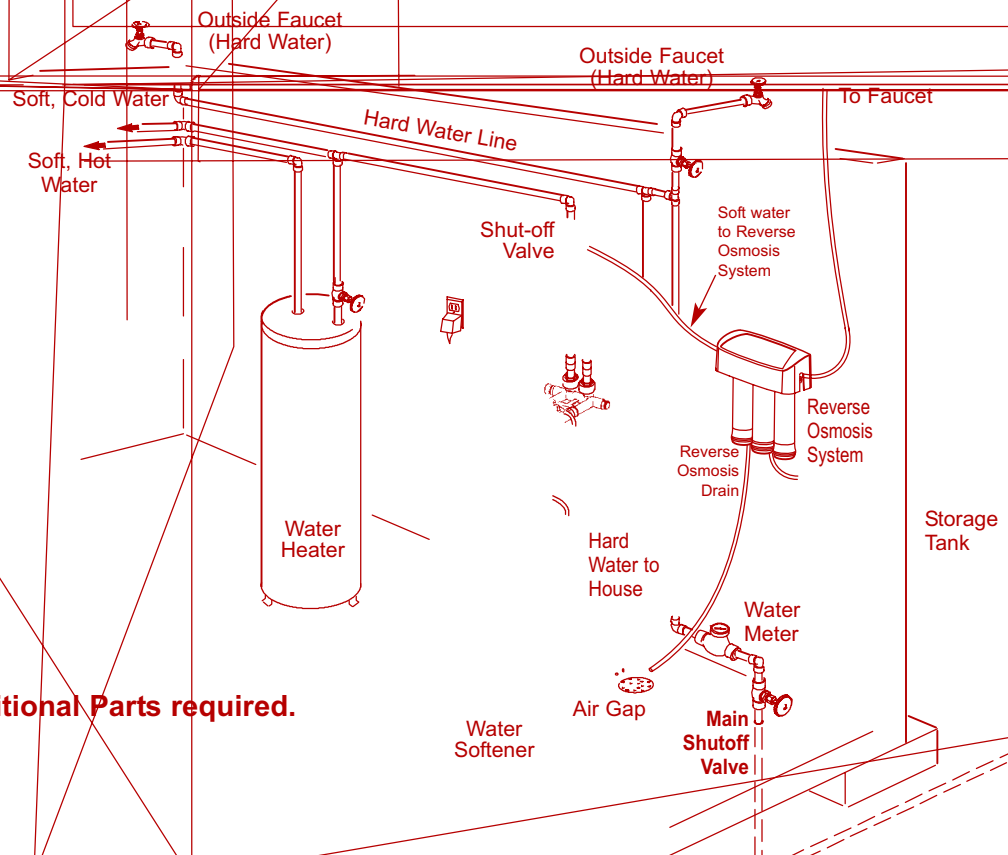 Outside Faucet
(Hard Water)
Outside Faucet
(Hard Water)
Soft, Cold Water
To Faucet
Hard Water Line
Soft, Hot
Water
Soft water
to Reverse
Osmosis
System
Shut-off
Valve
Reverse
Osmosis
System
Reverse
Osmosis
Drain
Storage
Tank
Water
Heater
Hard
Water to
House
Water
Meter
itional Parts required.
Air Gap
Main
Shutoff
Valve
Water
Softener